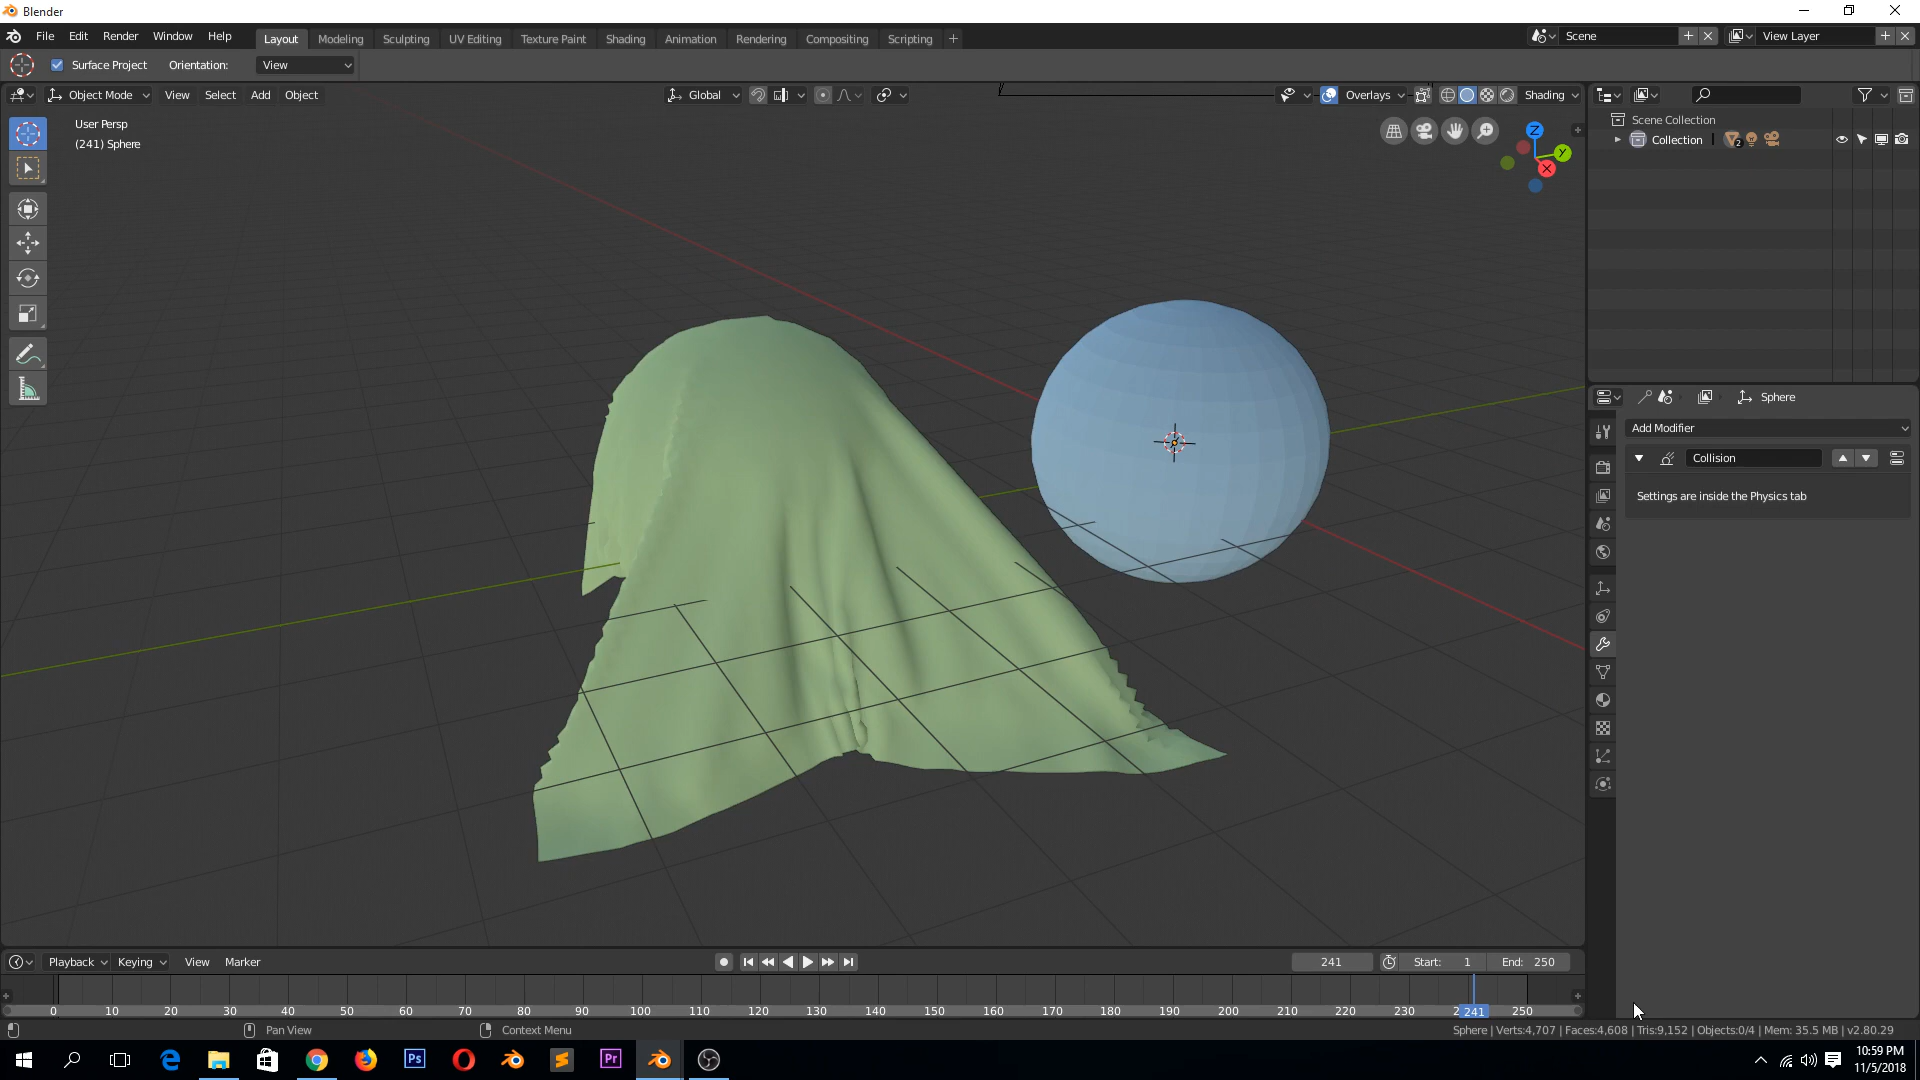 Blender
File Edit Render Window Help Layout Modeling Sculpting UV Editing Texture Paint Shading Animation Rendering Compositing Scripting + Scene View Layer
Surface Project Orientation: View
Object Mode View Select Add Object Global Overlays Shading
User Persp
(241) Sphere
Z
Y
X
Scene Collection
Collection 2
Sphere
Add Modifier
Collision
Settings are inside the Physics tab
Playback Keying View Marker 241 Start: 1 End: 250
0 10 20 30 40 50 60 70 80 90 100 110 120 130 140 150 160 170 180 190 200 210 220 230 2 241 250
Pan View Context Menu Sphere | Verts:4,707 | Faces:4,608 | Tris:9,152 | Objects:0/4 | Mem: 35.5 MB | v2.80.29
Ps Pr
10:59 PM
11/5/2018